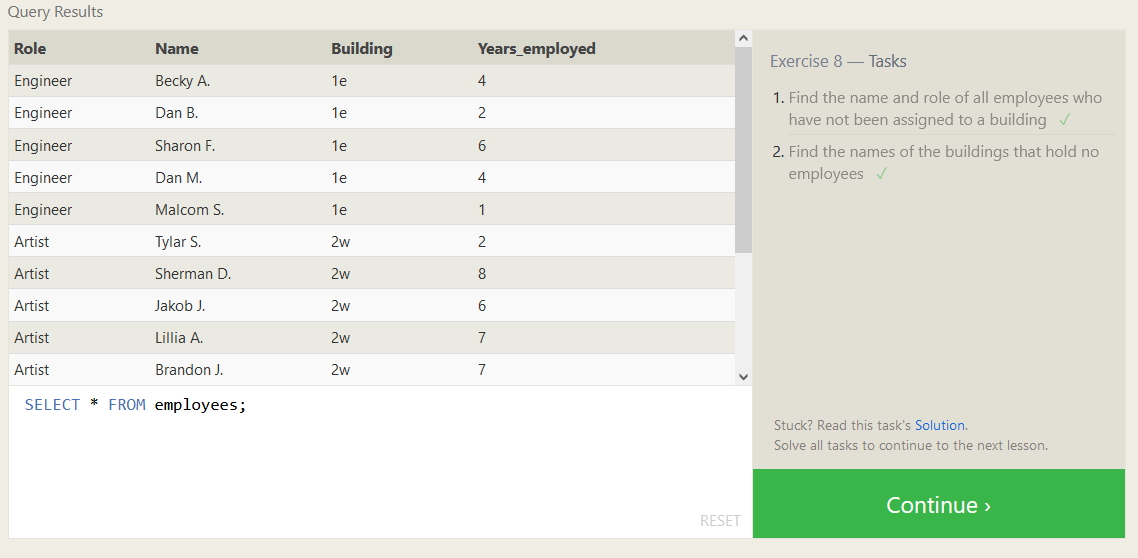 Query Results
Role Name Building Years_employed
Engineer Becky A. 1e 4
Engineer Dan B. 1e 2
Engineer Sharon F. 1e 6
Engineer Dan M. 1e 4
Engineer Malcom S. 1e 1
Artist Tylar S. 2w 2
Artist Sherman D. 2w 8
Artist Jakob J. 2w 6
Artist Lillia A. 2w 7
Artist Brandon J. 2w 7
SELECT * FROM employees;
RESET
Exercise 8 — Tasks
1. Find the name and role of all employees who
have not been assigned to a building ✓
2. Find the names of the buildings that hold no
employees ✓
Stuck? Read this task's Solution.
Solve all tasks to continue to the next lesson.
Continue ›